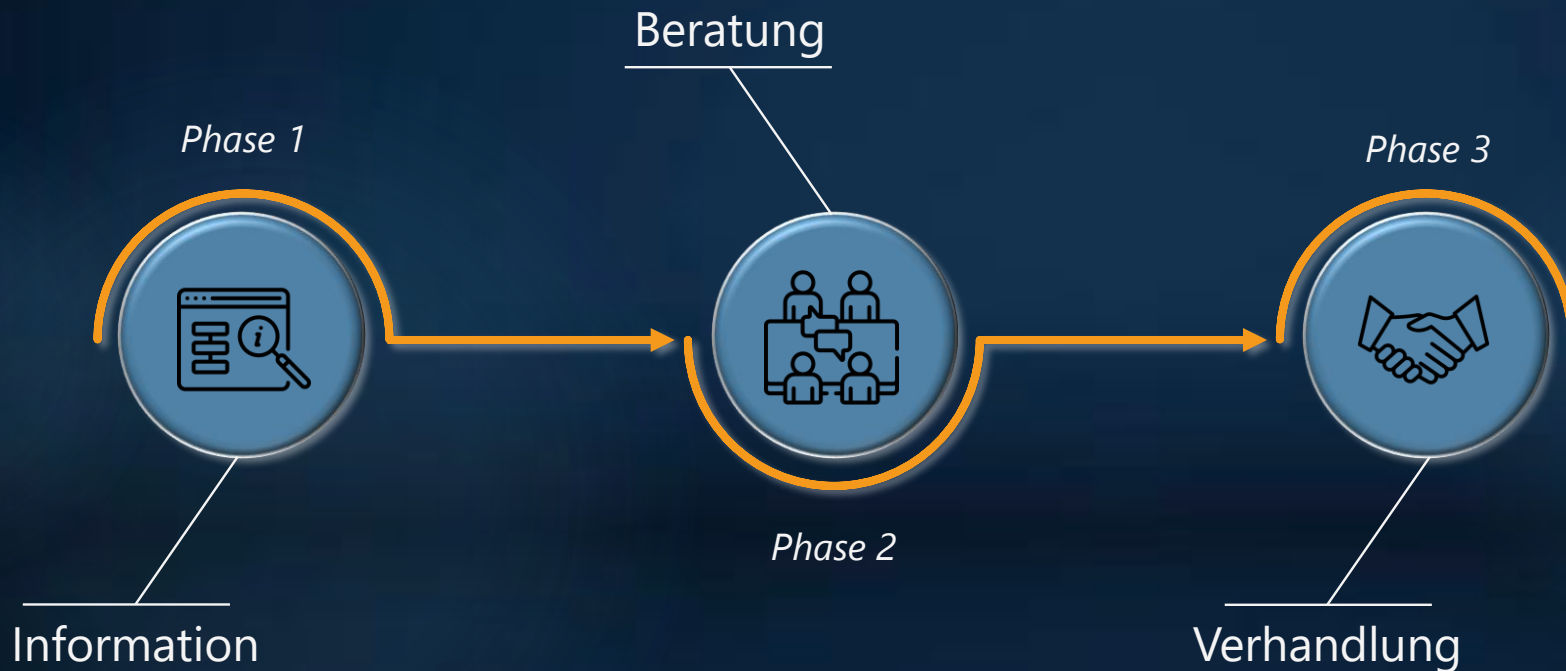 Beratung
Phase 1
Phase 3
Phase 2
Information
Verhandlung